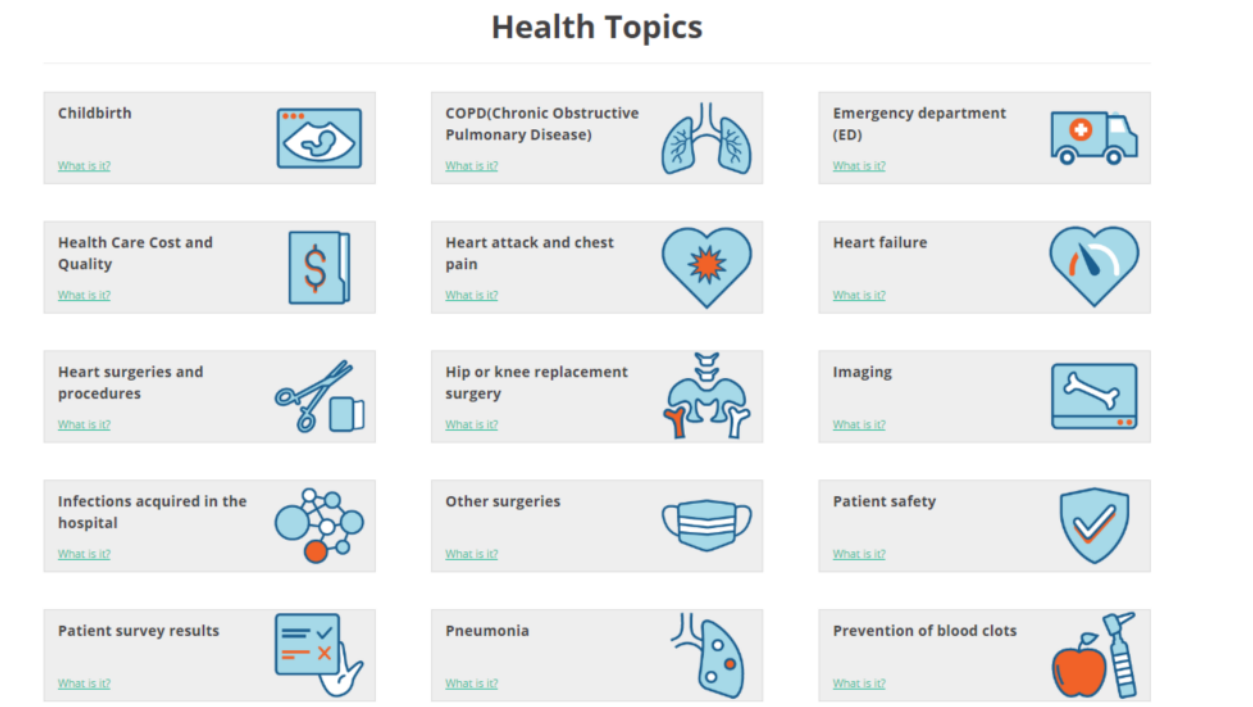 Health Topics
Childbirth
What is it?
COPD(Chronic Obstructive
Pulmonary Disease)
What is it?
Emergency department
(ED)
What is it?
Health Care Cost and
Quality
What is it?
$
Heart attack and chest
pain
What is it?
Heart failure
What is it?
Heart surgeries and
procedures
What is it?
Hip or knee replacement
surgery
What is it?
Imaging
What is it?
Infections acquired in the
hospital
What is it?
Other surgeries
What is it?
Patient safety
What is it?
Patient survey results
What is it?
Pneumonia
What is it?
Prevention of blood clots
What is it?